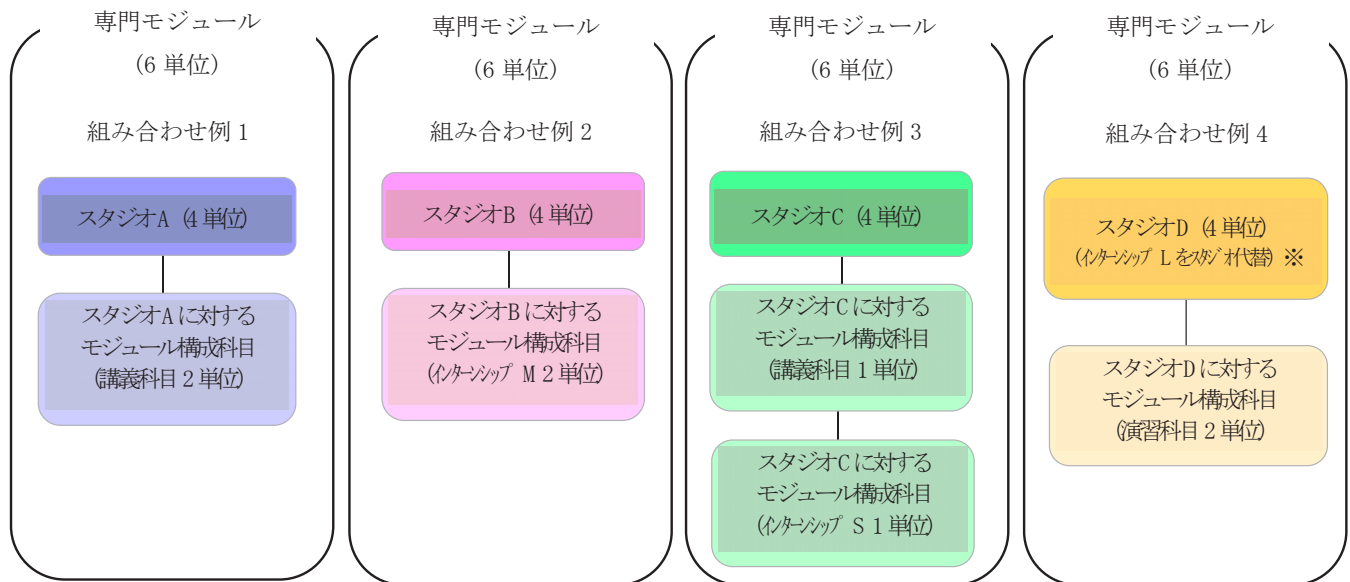 専門モジュール
(6 単位)
組み合わせ例 1
スタジオA (4 単位)
スタジオA に対する
モジュール構成科目
(講義科目 2 単位)
専門モジュール
(6 単位)
組み合わせ例 2
スタジオB (4 単位)
スタジオB に対する
モジュール構成科目
(インターンシップ M 2 単位)
専門モジュール
(6 単位)
組み合わせ例 3
スタジオC (4 単位)
スタジオC に対する
モジュール構成科目
(講義科目 1 単位)
スタジオC に対する
モジュール構成科目
(インターンシップ S 1 単位)
専門モジュール
(6 単位)
組み合わせ例 4
スタジオD (4 単位)
(インターンシップ L をスタジオ代替) ※
スタジオD に対する
モジュール構成科目
(演習科目 2 単位)